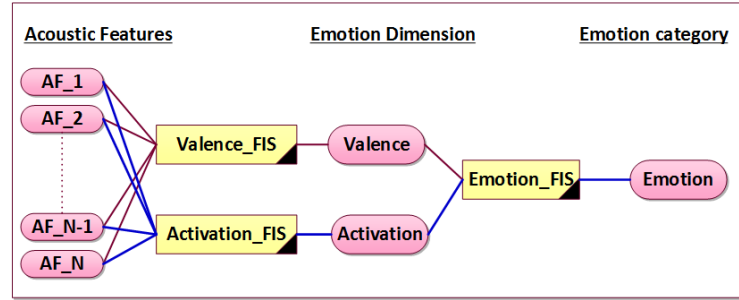 Acoustic Features
Emotion Dimension
Emotion category
AF_1
AF_2
Valence_FIS
Valence
Emotion_FIS
Emotion
AF_N-1
Activation_FIS
Activation
AF_N